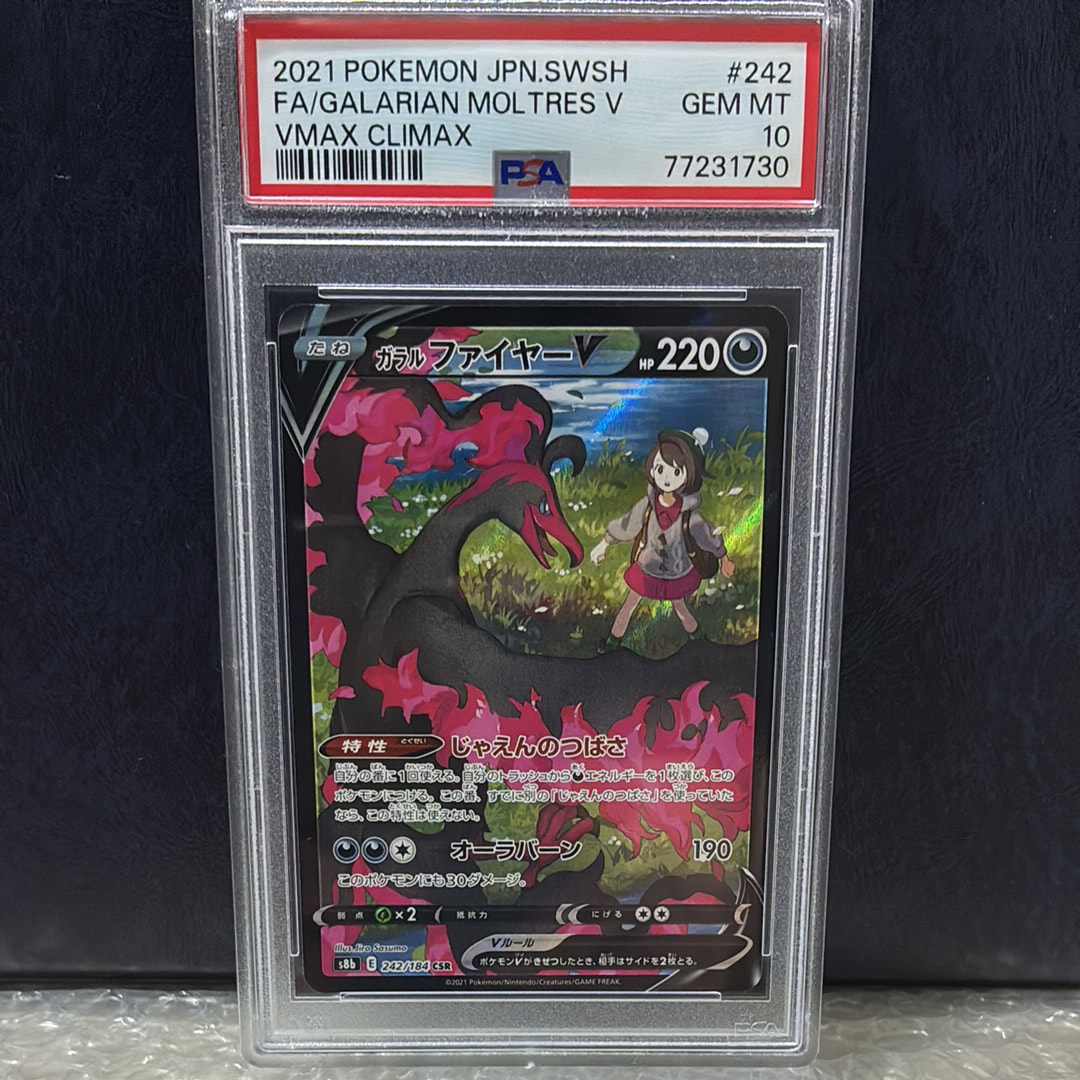 2021 POKEMON JPN.SWSH #242
FA/GALARIAN MOLTRES V GEM MT
VMAX CLIMAX 10
PSA 77231730
たね ガラル ファイヤーV HP 220
特性 とくせい じゃえんのつばさ
自分の番に1回使える。自分のトラッシュから エネルギーを1枚選び、この
ポケモンにつける。この番、すでに別の「じゃえんのつばさ」を使っていた
なら、この特性は使えない。
オーラバーン 190
このポケモンにも30ダメージ。
弱点 ×2 抵抗力 にげる
Illus. Jiro Sasumo
Vルール
ポケモンVがきぜつしたとき、相手はサイドを2枚とる。
s8b E 242/184 CSR
©2021 Pokémon/Nintendo/Creatures/GAME FREAK.
PSA